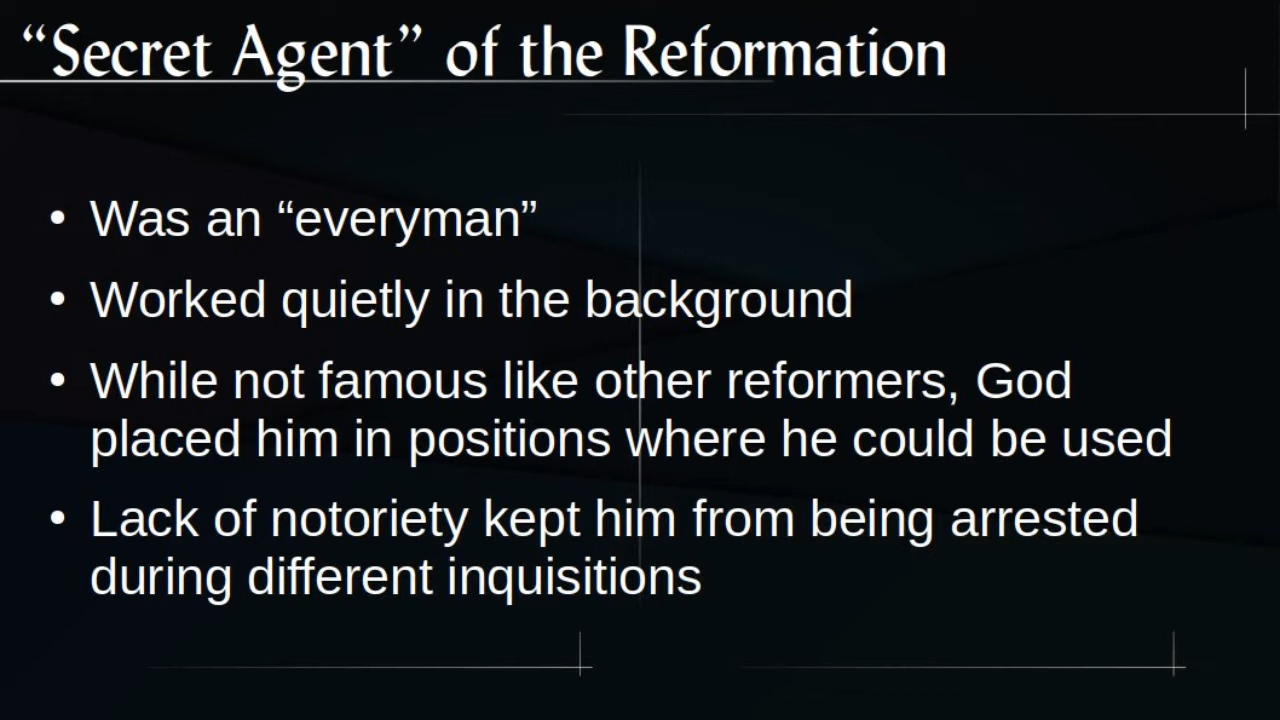 “Secret Agent” of the Reformation
• Was an “everyman”
• Worked quietly in the background
• While not famous like other reformers, God
placed him in positions where he could be used
• Lack of notoriety kept him from being arrested
during different inquisitions